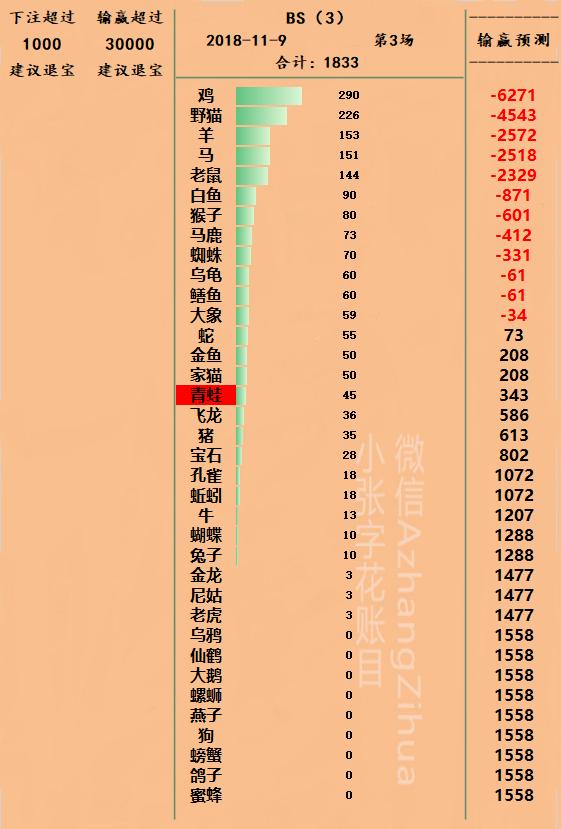 下注超过 输赢超过
1000 30000
建议退宝 建议退宝
BS（3）
2018-11-9 第3场
合计：1833
----------
输赢预测
----------
鸡 290 -6271
野猫 226 -4543
羊 153 -2572
马 151 -2518
老鼠 144 -2329
白鱼 90 -871
猴子 80 -601
马鹿 73 -412
蜘蛛 70 -331
乌龟 60 -61
鳝鱼 60 -61
大象 59 -34
蛇 55 73
金鱼 50 208
家猫 50 208
青蛙 45 343
飞龙 36 586
猪 35 613
宝石 28 802
孔雀 18 1072
蚯蚓 18 1072
牛 13 1207
蝴蝶 10 1288
兔子 10 1288
金龙 3 1477
尼姑 3 1477
老虎 3 1477
乌鸦 0 1558
仙鹤 0 1558
大鹅 0 1558
螺蛳 0 1558
燕子 0 1558
狗 0 1558
螃蟹 0 1558
鸽子 0 1558
蜜蜂 0 1558
微信AzhangZihua
小张字花账目